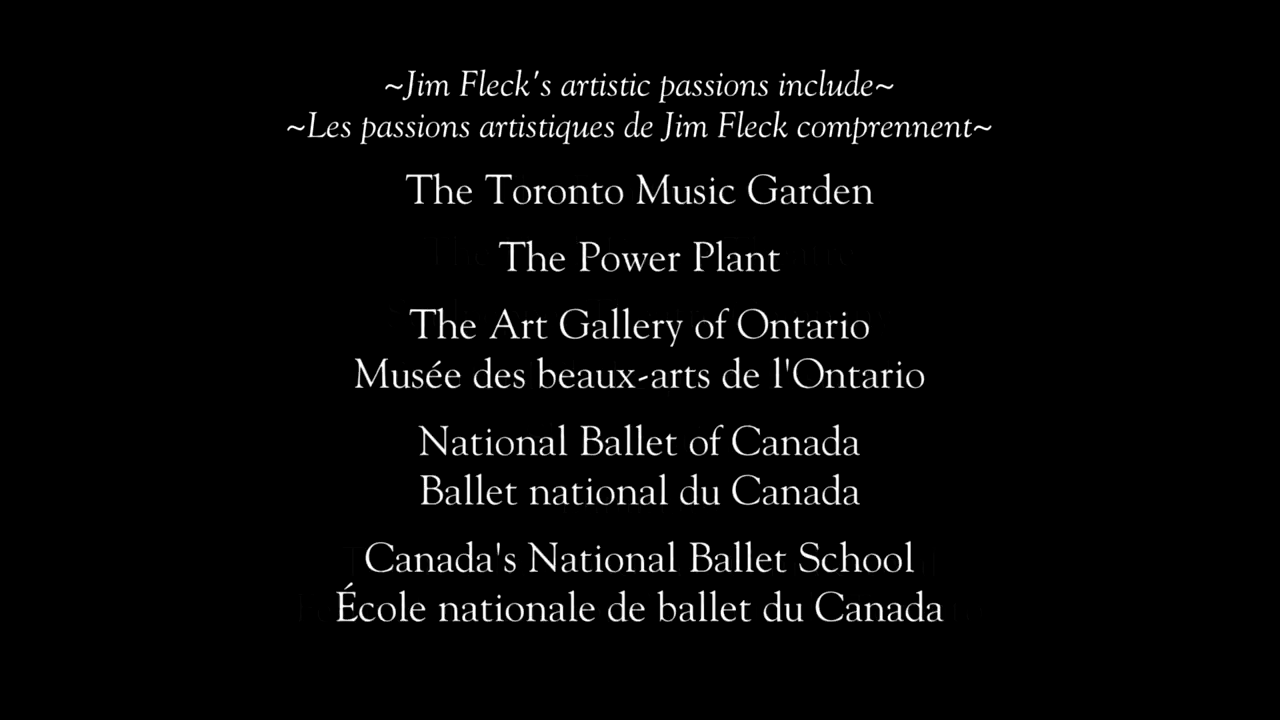 ~Jim Fleck's artistic passions include~
~Les passions artistiques de Jim Fleck comprennent~
The Toronto Music Garden
The Power Plant
The Art Gallery of Ontario
Musée des beaux-arts de l'Ontario
National Ballet of Canada
Ballet national du Canada
Canada's National Ballet School
École nationale de ballet du Canada